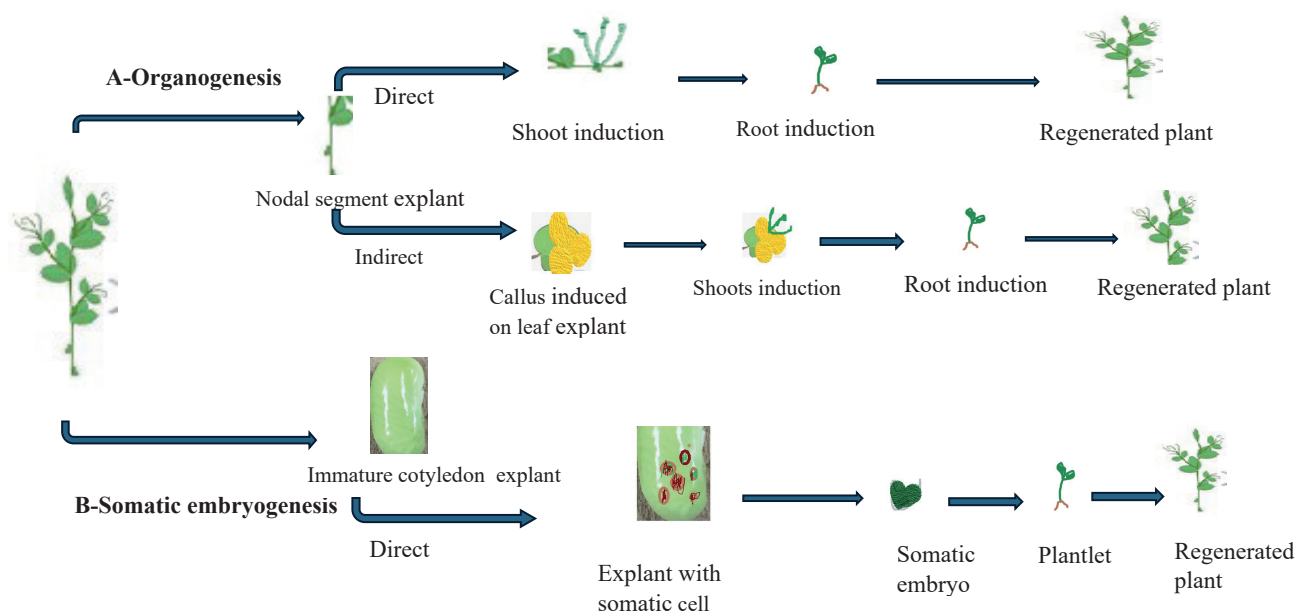 A-Organogenesis
Direct
Shoot induction
Root induction
Regenerated plant
Nodal segment explant
Indirect
Callus induced
on leaf explant
Shoots induction
Root induction
Regenerated plant
Immature cotyledon explant
B-Somatic embryogenesis
Direct
Explant with
somatic cell
Somatic
embryo
Plantlet
Regenerated
plant